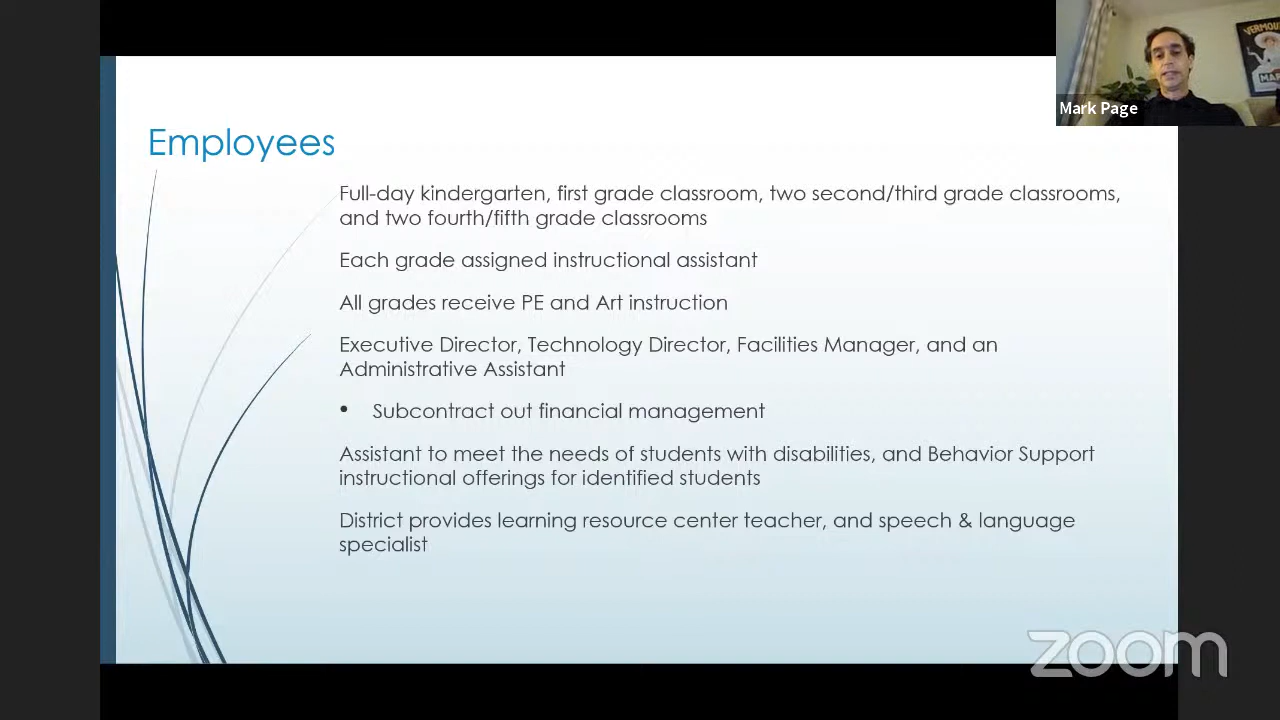 VERMOU
MAR
Mark Page
Employees
Full-day kindergarten, first grade classroom, two second/third grade classrooms,
and two fourth/fifth grade classrooms
Each grade assigned instructional assistant
All grades receive PE and Art instruction
Executive Director, Technology Director, Facilities Manager, and an
Administrative Assistant
• Subcontract out financial management
Assistant to meet the needs of students with disabilities, and Behavior Support
instructional offerings for identified students
District provides learning resource center teacher, and speech & language
specialist
zoom